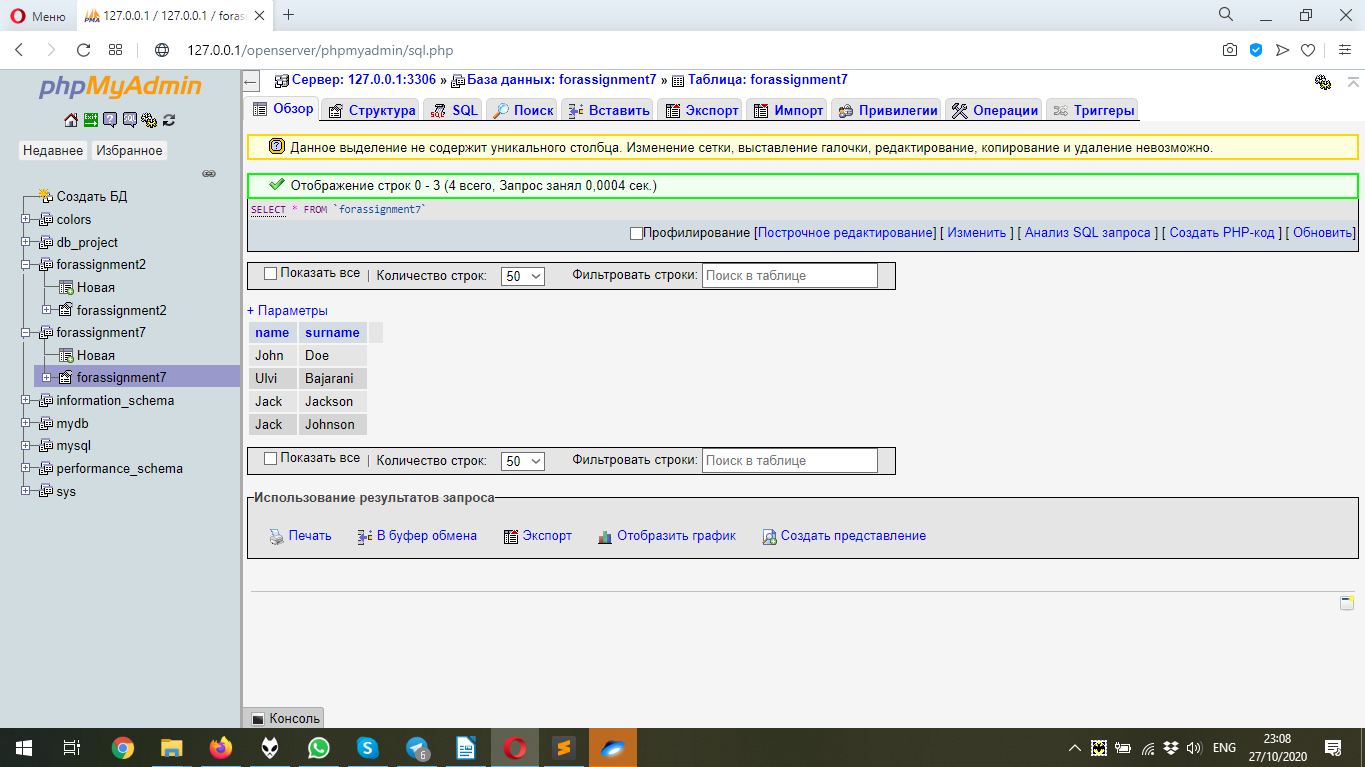 Меню
127.0.0.1 / 127.0.0.1 / foras
127.0.0.1/openserver/phpmyadmin/sql.php
phpMyAdmin
Недавнее Избранное
Создать БД
colors
db_project
forassignment2
Новая
forassignment2
forassignment7
Новая
forassignment7
information_schema
mydb
mysql
performance_schema
sys
Сервер: 127.0.0.1:3306 » База данных: forassignment7 » Таблица: forassignment7
Обзор Структура SQL Поиск Вставить Экспорт Импорт Привилегии Операции Триггеры
Данное выделение не содержит уникального столбца. Изменение сетки, выставление галочки, редактирование, копирование и удаление невозможно.
Отображение строк 0 - 3 (4 всего, Запрос занял 0,0004 сек.)
SELECT * FROM `forassignment7`
Профилирование [Построчное редактирование] [ Изменить ] [ Анализ SQL запроса ] [ Создать PHP-код ] [ Обновить]
Показать все | Количество строк: 50 Фильтровать строки: Поиск в таблице
+ Параметры
name surname
John Doe
Ulvi Bajarani
Jack Jackson
Jack Johnson
Показать все | Количество строк: 50 Фильтровать строки: Поиск в таблице
Использование результатов запроса
Печать В буфер обмена Экспорт Отобразить график Создать представление
Консоль
6
ENG
23:08
27/10/2020